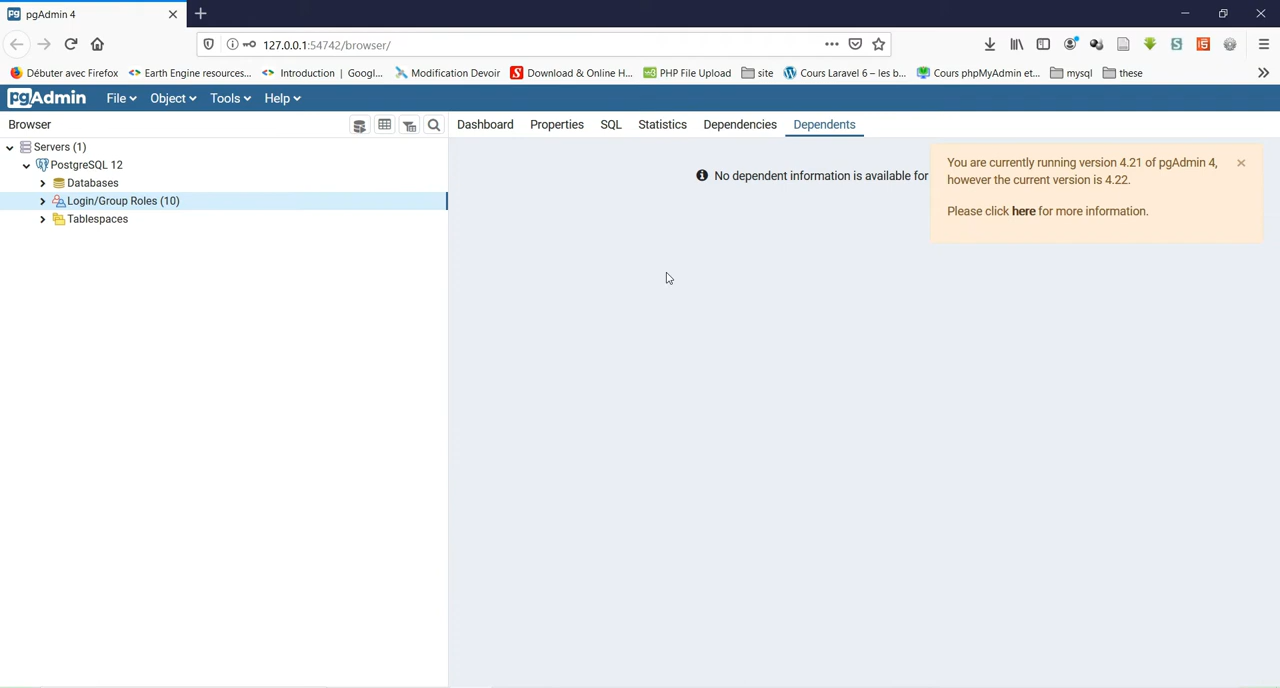 pgAdmin 4
127.0.0.1:54742/browser/
Débuter avec Firefox Earth Engine resources... Introduction | Googl... Modificaton Devoir Download & Online H... PHP File Upload site Cours Laravel 6 – les b... Cours phpMyAdmin et... mysql these
pgAdmin File Object Tools Help
Browser Dashboard Properties SQL Statistics Dependencies Dependents
Servers (1)
PostgreSQL 12
Databases
Login/Group Roles (10)
Tablespaces
No dependent information is available for
You are currently running version 4.21 of pgAdmin 4,
however the current version is 4.22.
Please click here for more information.